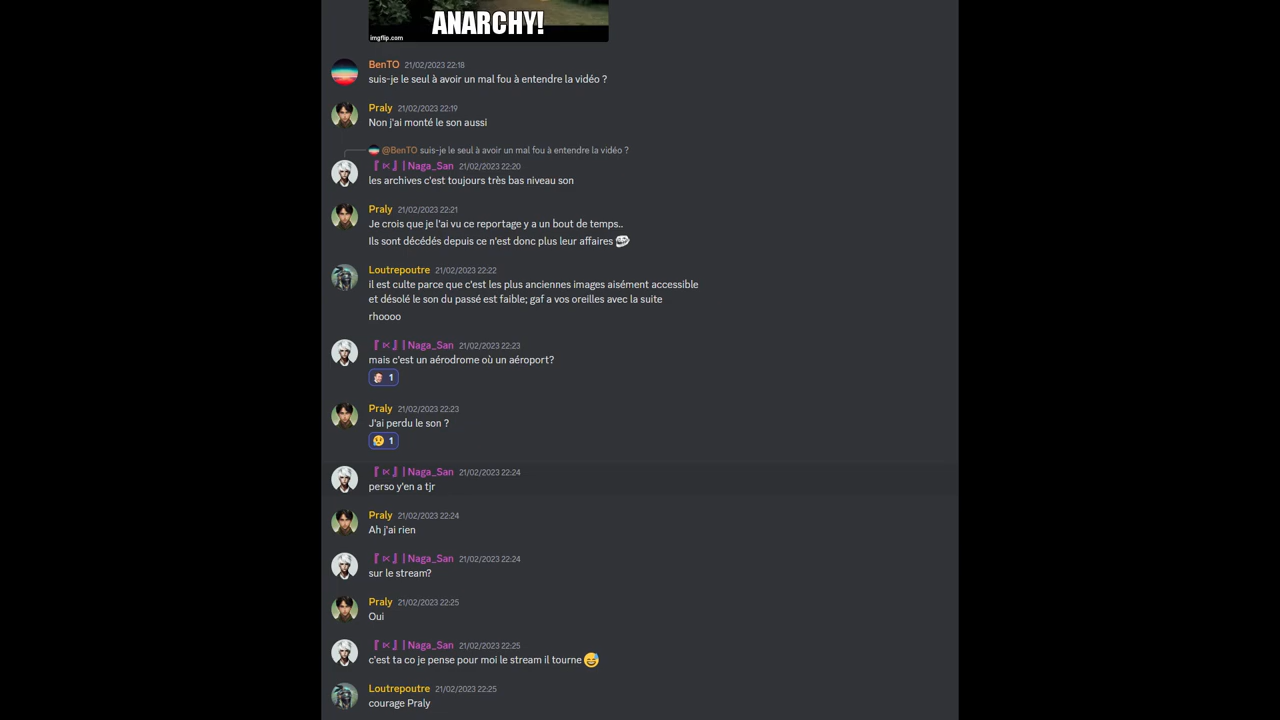 ANARCHY!
imgflip.com
BenTO 21/02/2023 22:18
suis-je le seul à avoir un mal fou à entendre la vidéo ?
Praly 21/02/2023 22:19
Non j'ai monté le son aussi
@BenTO suis-je le seul à avoir un mal fou à entendre la vidéo ?
『⋉』| Naga_San 21/02/2023 22:20
les archives c'est toujours très bas niveau son
Praly 21/02/2023 22:21
Je crois que je l'ai vu ce reportage y a un bout de temps..
Ils sont décédés depuis ce n'est donc plus leur affaires
Loutrepoutre 21/02/2023 22:22
il est culte parce que c'est les plus anciennes images aisément accessible
et désolé le son du passé est faible; gaf a vos oreilles avec la suite
rhoooo
『⋉』| Naga_San 21/02/2023 22:23
mais c'est un aérodrome où un aéroport?
1
Praly 21/02/2023 22:23
J'ai perdu le son ?
😥 1
『⋉』| Naga_San 21/02/2023 22:24
perso y'en a tjr
Praly 21/02/2023 22:24
Ah j'ai rien
『⋉』| Naga_San 21/02/2023 22:24
sur le stream?
Praly 21/02/2023 22:25
Oui
『⋉』| Naga_San 21/02/2023 22:25
c'est ta co je pense pour moi le stream il tourne 😅
Loutrepoutre 21/02/2023 22:25
courage Praly